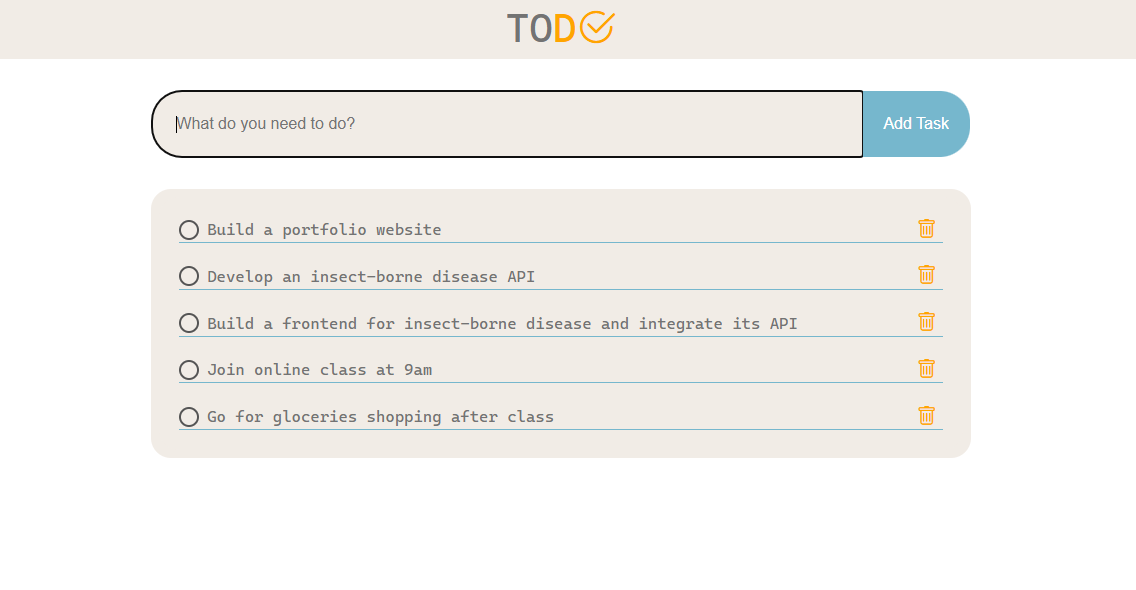 TOD
What do you need to do?
Add Task
Build a portfolio website
Develop an insect-borne disease API
Build a frontend for insect-borne disease and integrate its API
Join online class at 9am
Go for gloceries shopping after class